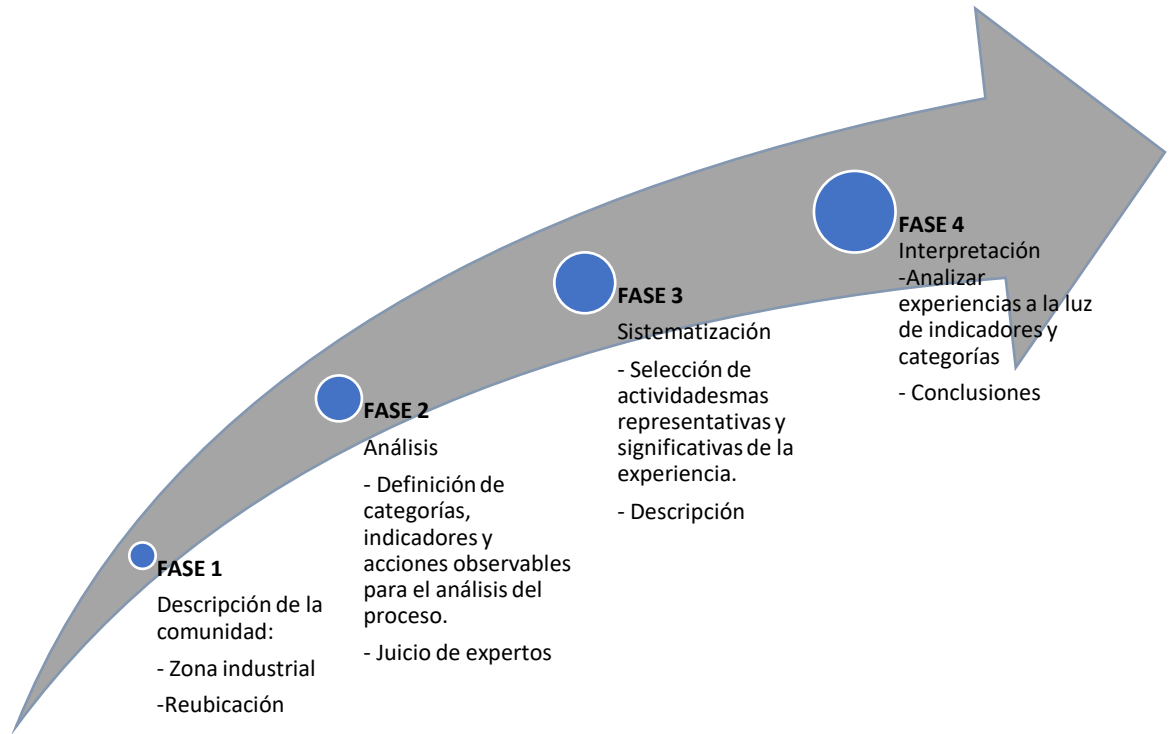 FASE 1
Descripción de la
comunidad:
- Zona industrial
-Reubicación
FASE 2
Análisis
- Definición de
categorías,
indicadores y
acciones observables
para el análisis del
proceso.
- Juicio de expertos
FASE 3
Sistematización
- Selección de
actividadesmas
representativas y
significativas de la
experiencia.
- Descripción
FASE 4
Interpretación
-Analizar
experiencias a la luz
de indicadores y
categorías
- Conclusiones